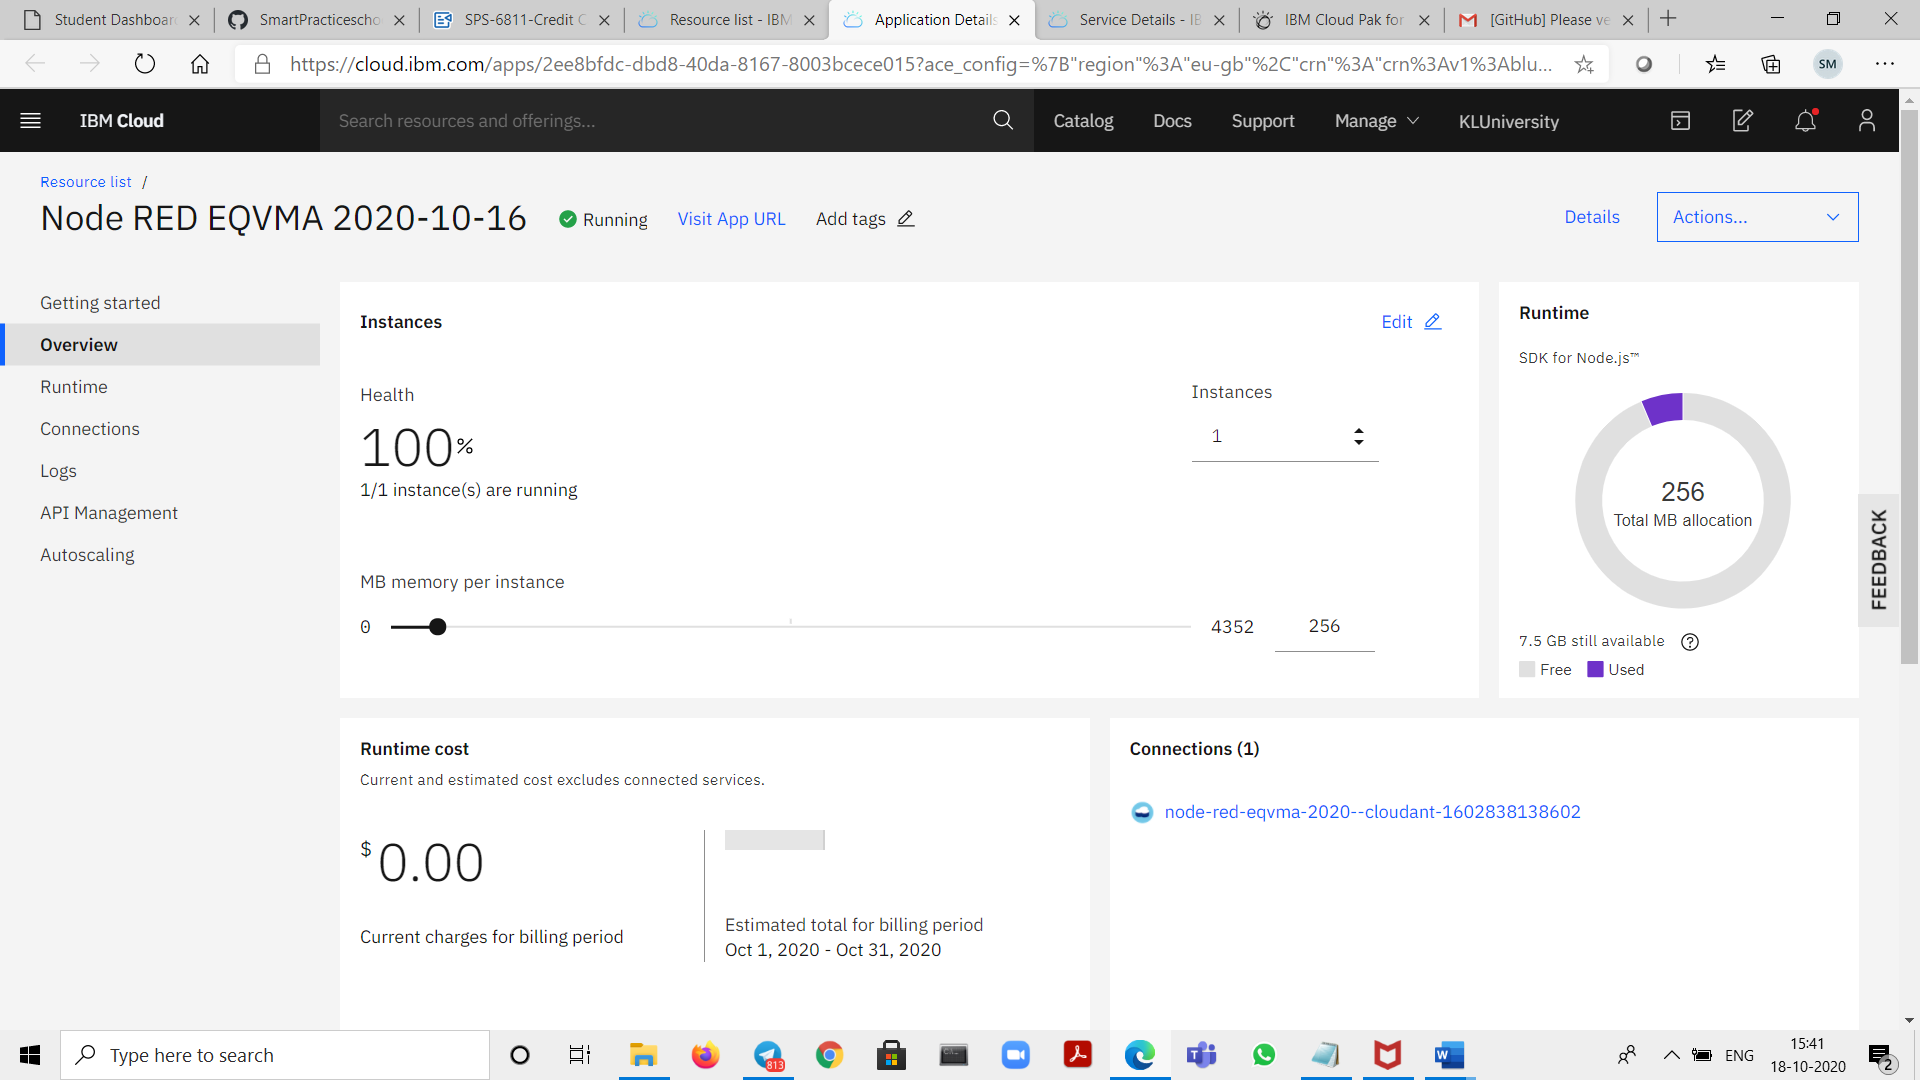 Student Dashboar
SmartPracticescho
SPS-6811-Credit C
Resource list - IBM
Application Details
Service Details - IB
IBM Cloud Pak for
[GitHub] Please ve
https://cloud.ibm.com/apps/2ee8bfdc-dbd8-40da-8167-8003bcece015?ace_config=%7B"region"%3A"eu-gb"%2C"crn"%3A"crn%3Av1%3Ablu...
SM
IBM Cloud
Search resources and offerings...
Catalog
Docs
Support
Manage
KLUniversity
Resource list /
Node RED EQVMA 2020-10-16
Running
Visit App URL
Add tags
Details
Actions...
Getting started
Overview
Runtime
Connections
Logs
API Management
Autoscaling
Instances
Edit
Health
100%
1/1 instance(s) are running
Instances
1
MB memory per instance
0
4352
256
Runtime
SDK for Node.js™
256
Total MB allocation
7.5 GB still available
Free
Used
FEEDBACK
Runtime cost
Current and estimated cost excludes connected services.
$0.00
Current charges for billing period
Estimated total for billing period
Oct 1, 2020 - Oct 31, 2020
Connections (1)
node-red-eqvma-2020--cloudant-1602838138602
Type here to search
813
ENG
15:41
18-10-2020
2